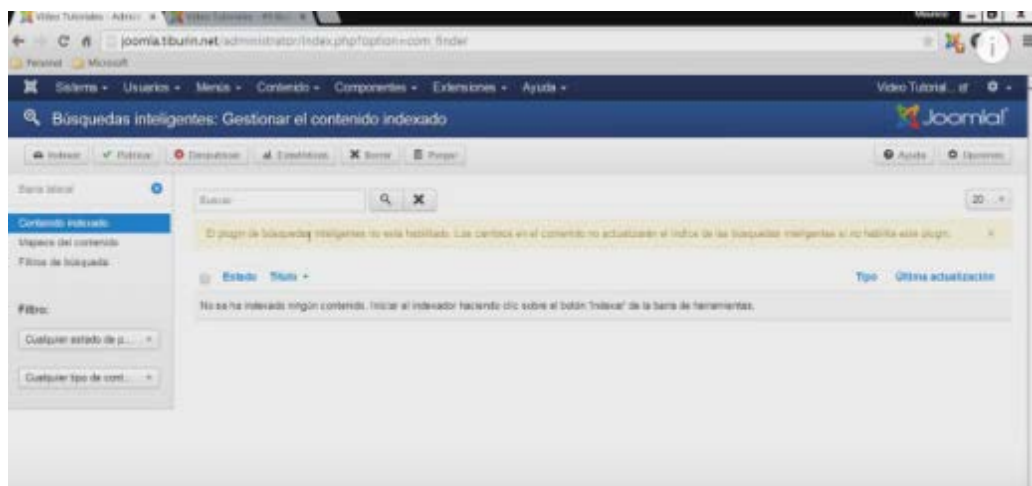 Video Tutoriales - Admin
Video Tutoriales
joomla.tiburin.net/administrator/index.php?option=com_finder
Personal Microsoft
Sistema Usuarios Menús Contenido Componentes Extensiones Ayuda Video Tutorial...
Búsquedas inteligentes: Gestionar el contenido indexado Joomla!
Indexar Publicar Despublicar Estadísticas Borrar Purgar Ayuda Opciones
Barra lateral
Buscar 20
Contenido indexado
El plugin de búsquedas inteligentes no está habilitado. Los cambios en el contenido no actualizarán el índice de las búsquedas inteligentes si no habilita este plugin.
Mapeos del contenido
Filtros de búsqueda
Estado Título Tipo Última actualización
No se ha indexado ningún contenido. Iniciar el indexador haciendo clic sobre el botón 'Indexar' de la barra de herramientas.
Filtro:
Cualquier estado de p...
Cualquier tipo de cont...